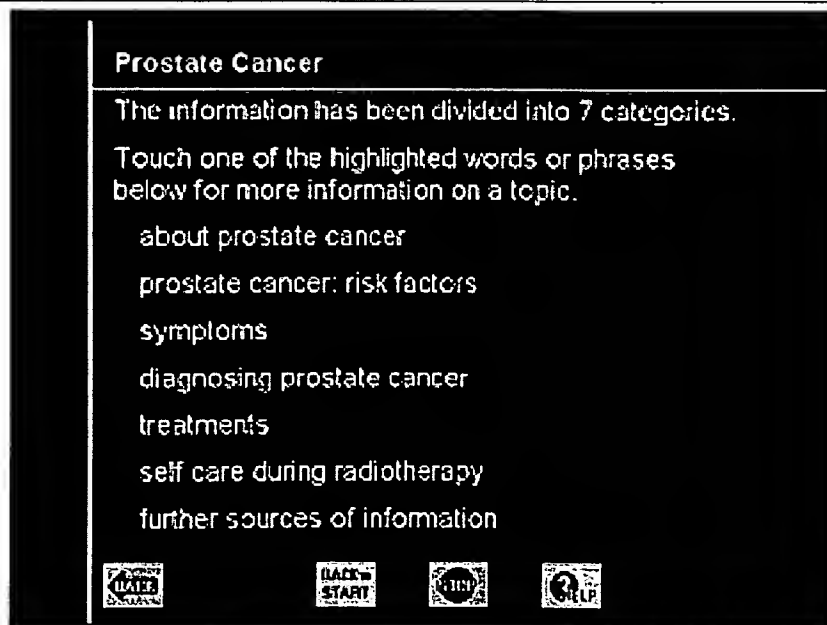 Prostate Cancer
The information has been divided into 7 categories.
Touch one of the highlighted words or phrases
below for more information on a topic.
about prostate cancer
prostate cancer: risk factors
symptoms
diagnosing prostate cancer
treatments
self care during radiotherapy
further sources of information
BACK
BACK to
START
HELP